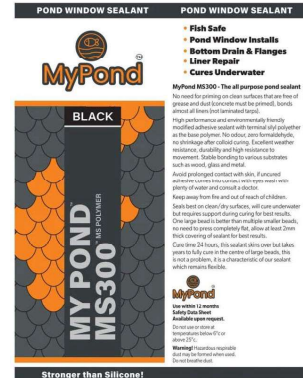 POND WINDOW SEALANT
POND WINDOW SEALANT
MyPond
TM
BLACK
MY POND
MS300
™ MS POLYMER
Fish Safe
Pond Window Installs
Bottom Drain & Flanges
Liner Repair
Cures Underwater
MyPond MS300 - The all purpose pond sealant
No need for priming on clean surfaces that are free of
grease and dust (concrete must be primed), bonds
almost all liners (not laminated tarps).
High performance and environmentally friendly
modified adhesive sealant with terminal silyl polyether
as the base polymer. No odour, zero formaldehyde,
no shrinkage after colloid curing. Excellent weather
resistance, durability and high resistance to
movement. Stable bonding to various substrates
such as wood, glass and metal.
Avoid prolonged contact with skin, if uncured
adhesive comes into contact with eyes wash with
plenty of water and consult a doctor.
Keep away from fire and out of reach of children.
Seals best on clean/dry surfaces, will cure underwater
but requires support during curing for best results.
One large bead is better than multiple smaller beads,
no need to press completely flat, allow at least 2mm
thick covering of sealant for best results.
Cure time 24 hours, this sealant skins over but takes
years to fully cure in the centre of large beads, this
is not a problem, it is a characteristic of our sealant
which remains flexible.
MyPond
Use within 12 months
Safety Data Sheet
Available upon request.
Do not use or store at
temperatures below 6°c or
above 25°c.
Warning! Hazardous respirable
dust may be formed when used.
Do not breathe dust.
Stronger than Silicone!